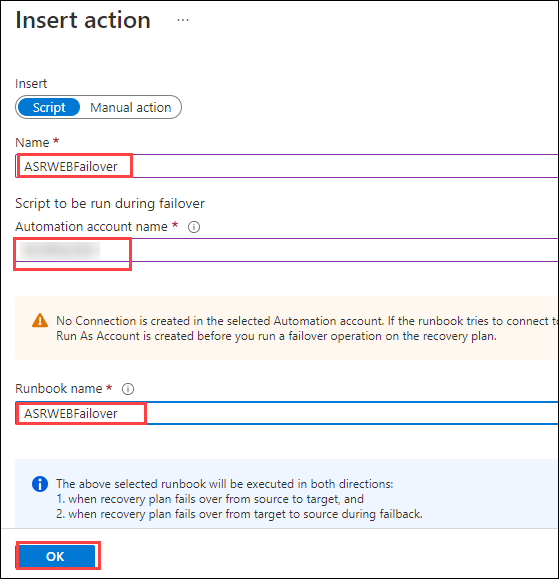 Insert action ...
Insert
Script Manual action
Name *
ASRWEBFailover
Script to be run during failover
Automation account name *
No Connection is created in the selected Automation account. If the runbook tries to connect to
Run As Account is created before you run a failover operation on the recovery plan.
Runbook name *
ASRWEBFailover
The above selected runbook will be executed in both directions:
1. when recovery plan fails over from source to target, and
2. when recovery plan fails over from target to source during failback.
OK